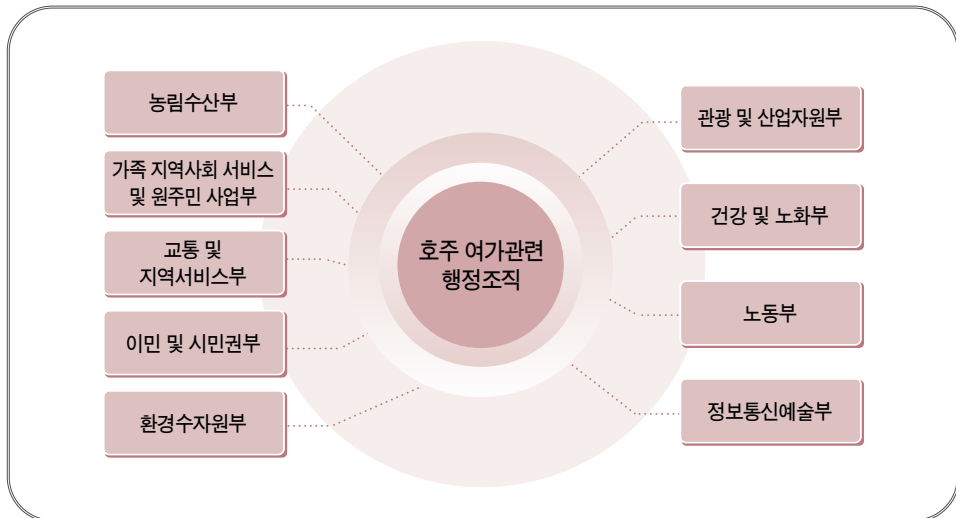 농림수산부
가족 지역사회 서비스
및 원주민 사업부
교통 및
지역서비스부
이민 및 시민권부
환경수자원부
호주 여가관련
행정조직
관광 및 산업자원부
건강 및 노화부
노동부
정보통신예술부